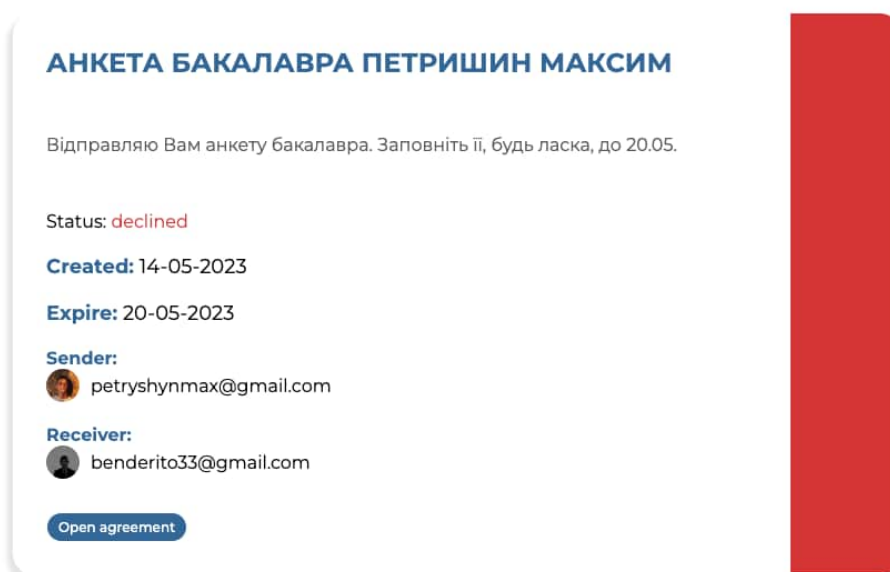 АНКЕТА БАКАЛАВРА ПЕТРИШИН МАКСИМ
Відправляю Вам анкету бакалавра. Заповніть її, будь ласка, до 20.05.
Status: declined
Created: 14-05-2023
Expire: 20-05-2023
Sender:
petryshynmax@gmail.com
Receiver:
benderito33@gmail.com
Open agreement